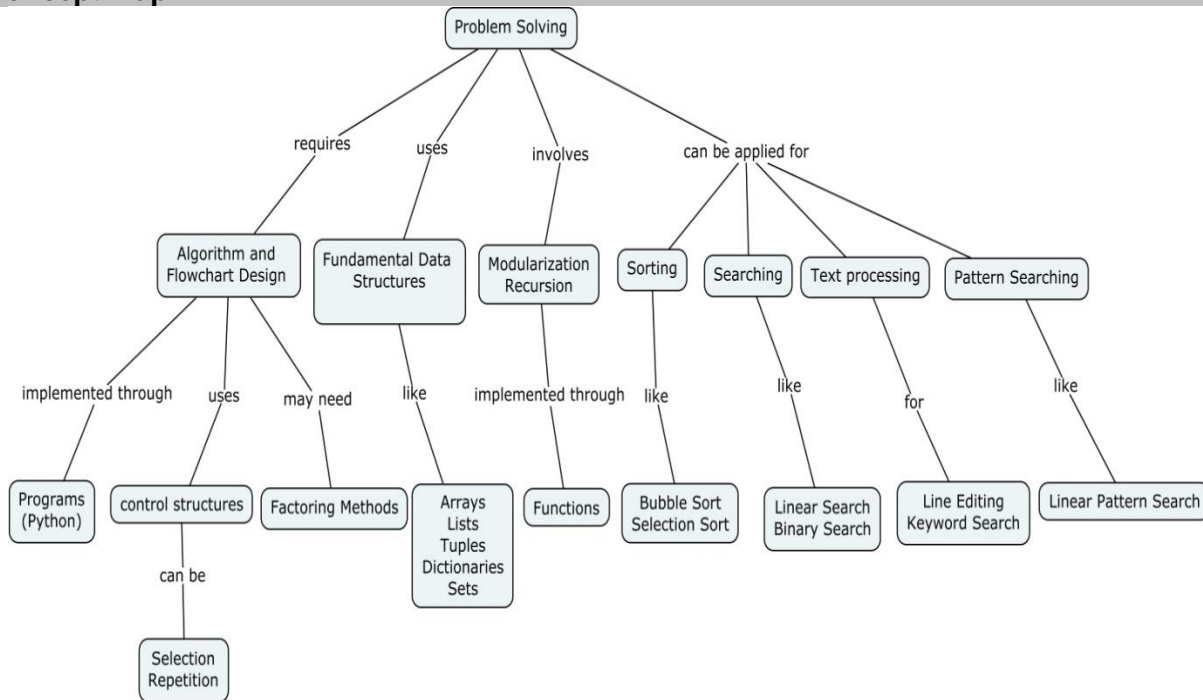 Problem Solving
requires
uses
involves
can be applied for
Algorithm and
Flowchart Design
Fundamental Data
Structures
Modularization
Recursion
Sorting
Searching
Text processing
Pattern Searching
implemented through
uses
may need
like
implemented through
like
like
for
like
Programs
(Python)
control structures
Factoring Methods
Arrays
Lists
Tuples
Dictionaries
Sets
Functions
Bubble Sort
Selection Sort
Linear Search
Binary Search
Line Editing
Keyword Search
Linear Pattern Search
can be
Selection
Repetition